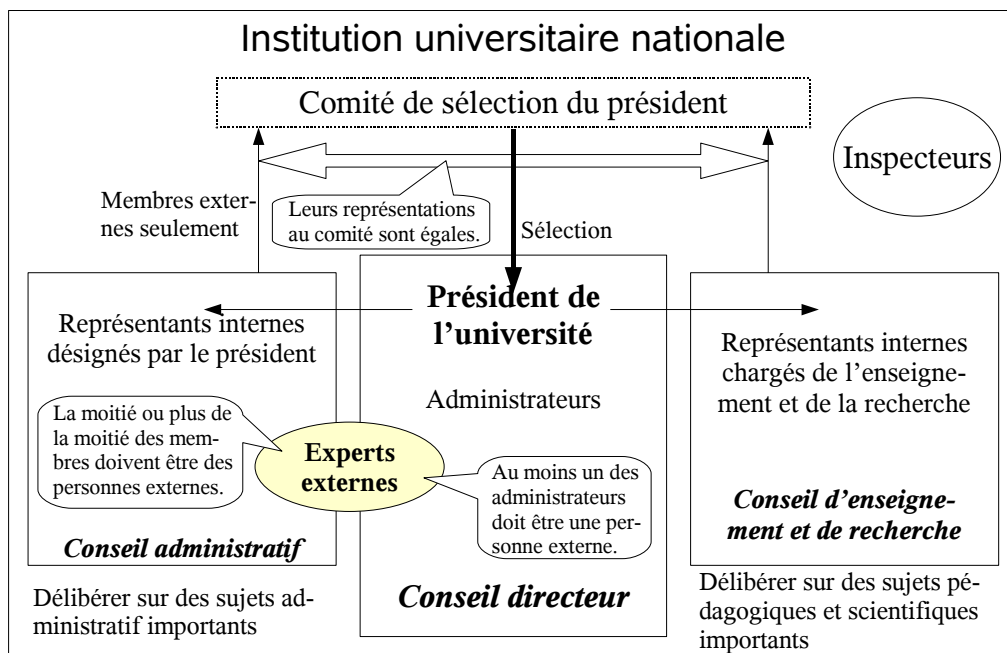 Institution universitaire nationale
Comité de sélection du président
Inspecteurs
Membres exter-
nes seulement
Leurs représentations
au comité sont égales.
Sélection
Représentants internes
désignés par le président
La moitié ou plus de
la moitié des mem-
bres doivent être des
personnes externes.
Experts
externes
Conseil administratif
Délibérer sur des sujets ad-
ministratif importants
Président de
l’université
Administrateurs
Au moins un des
administrateurs
doit être une per-
sonne externe.
Conseil directeur
Représentants internes
chargés de l’enseigne-
ment et de la recherche
Conseil d’enseigne-
ment et de recherche
Délibérer sur des sujets pé-
dagogiques et scientifiques
importants